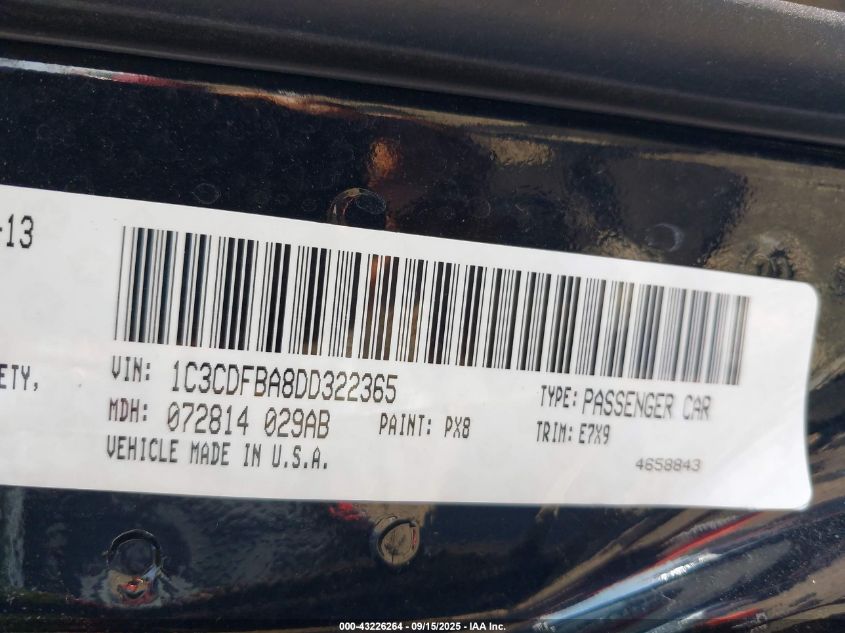 -13
ETY,
VIN: 1C3CDFBA8DD322365
TYPE: PASSENGER CAR
MDH: 072814 029AB
PAINT: PX8
TRIM: E7X9
VEHICLE MADE IN U.S.A.
4658843
000-43226264 - 09/15/2025 - IAA Inc.